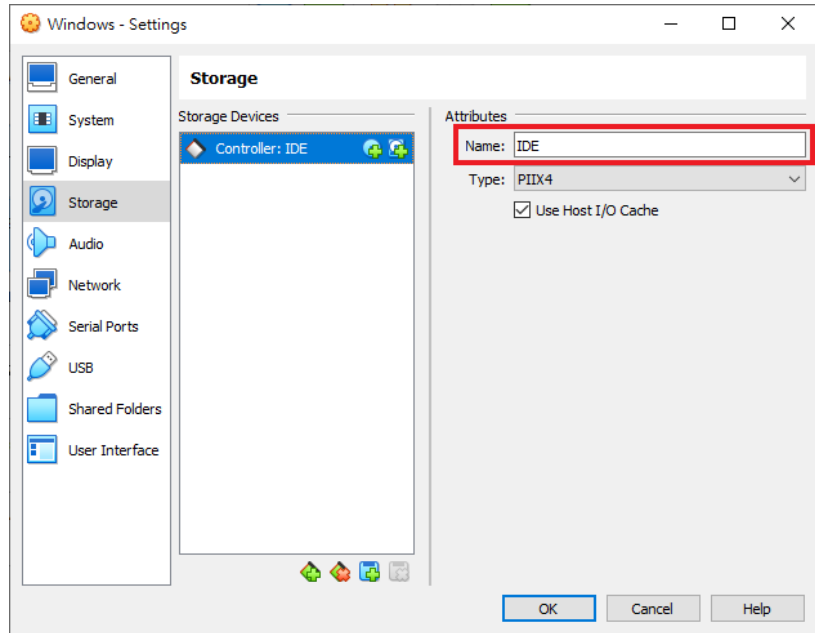 Windows - Settings
General
System
Display
Storage
Audio
Network
Serial Ports
USB
Shared Folders
User Interface
Storage
Storage Devices
Controller: IDE
Attributes
Name: IDE
Type: PIIX4
Use Host I/O Cache
OK Cancel Help